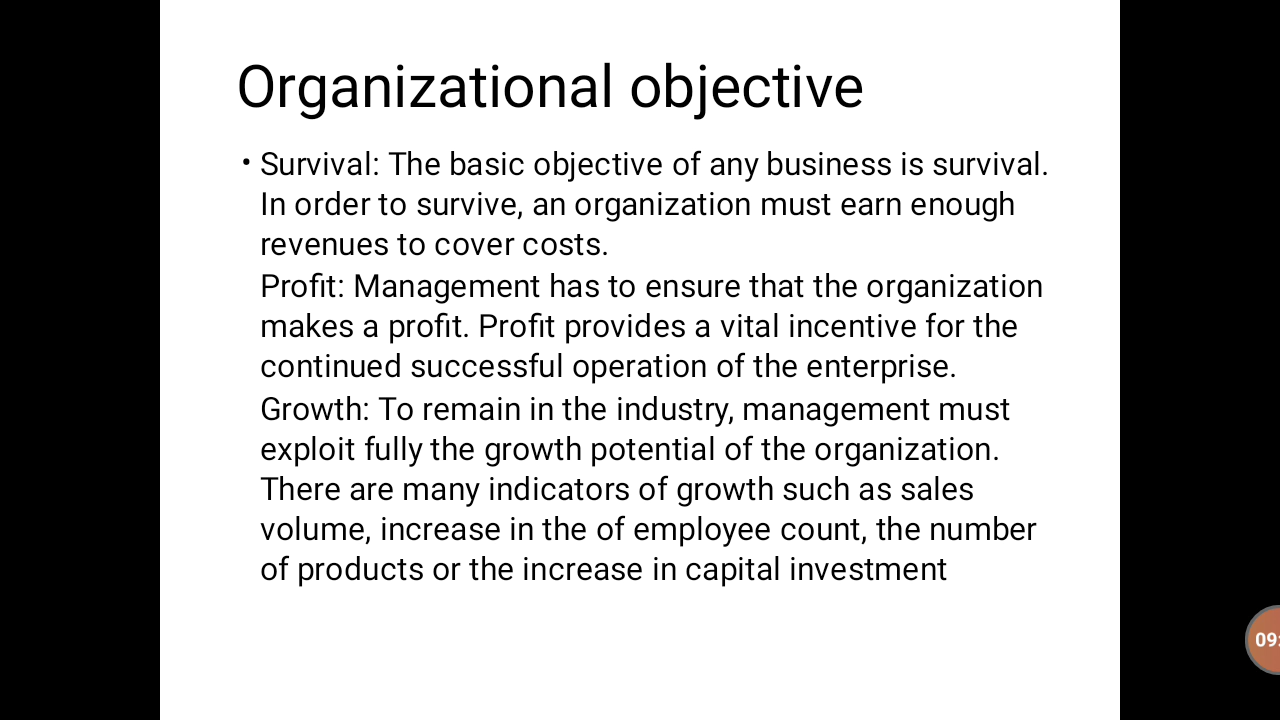 Organizational objective
• Survival: The basic objective of any business is survival.
In order to survive, an organization must earn enough
revenues to cover costs.
Profit: Management has to ensure that the organization
makes a profit. Profit provides a vital incentive for the
continued successful operation of the enterprise.
Growth: To remain in the industry, management must
exploit fully the growth potential of the organization.
There are many indicators of growth such as sales
volume, increase in the of employee count, the number
of products or the increase in capital investment
09: